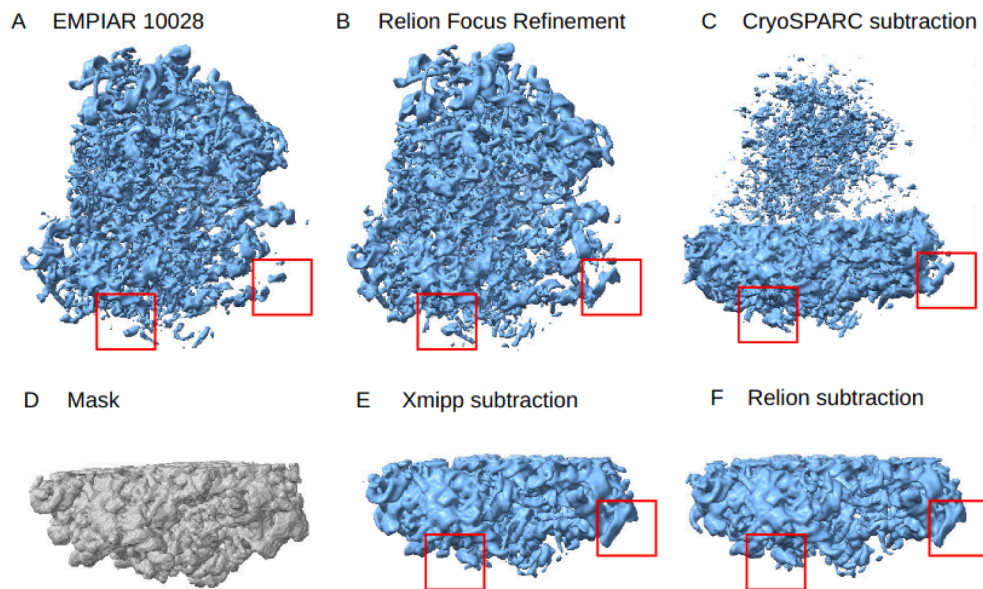 A EMPIAR 10028
B Relion Focus Refinement
C CryoSPARC subtraction
D Mask
E Xmipp subtraction
F Relion subtraction